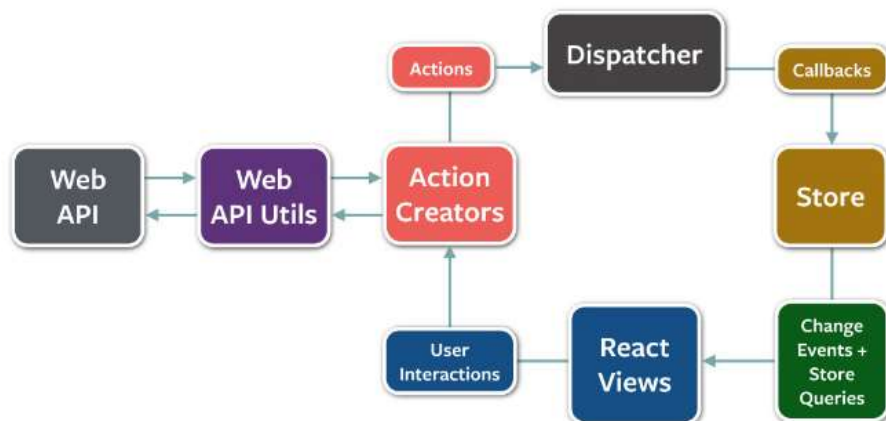 Dispatcher
Actions
Callbacks
Web
API
Web
API Utils
Action
Creators
Store
User
Interactions
React
Views
Change
Events +
Store
Queries